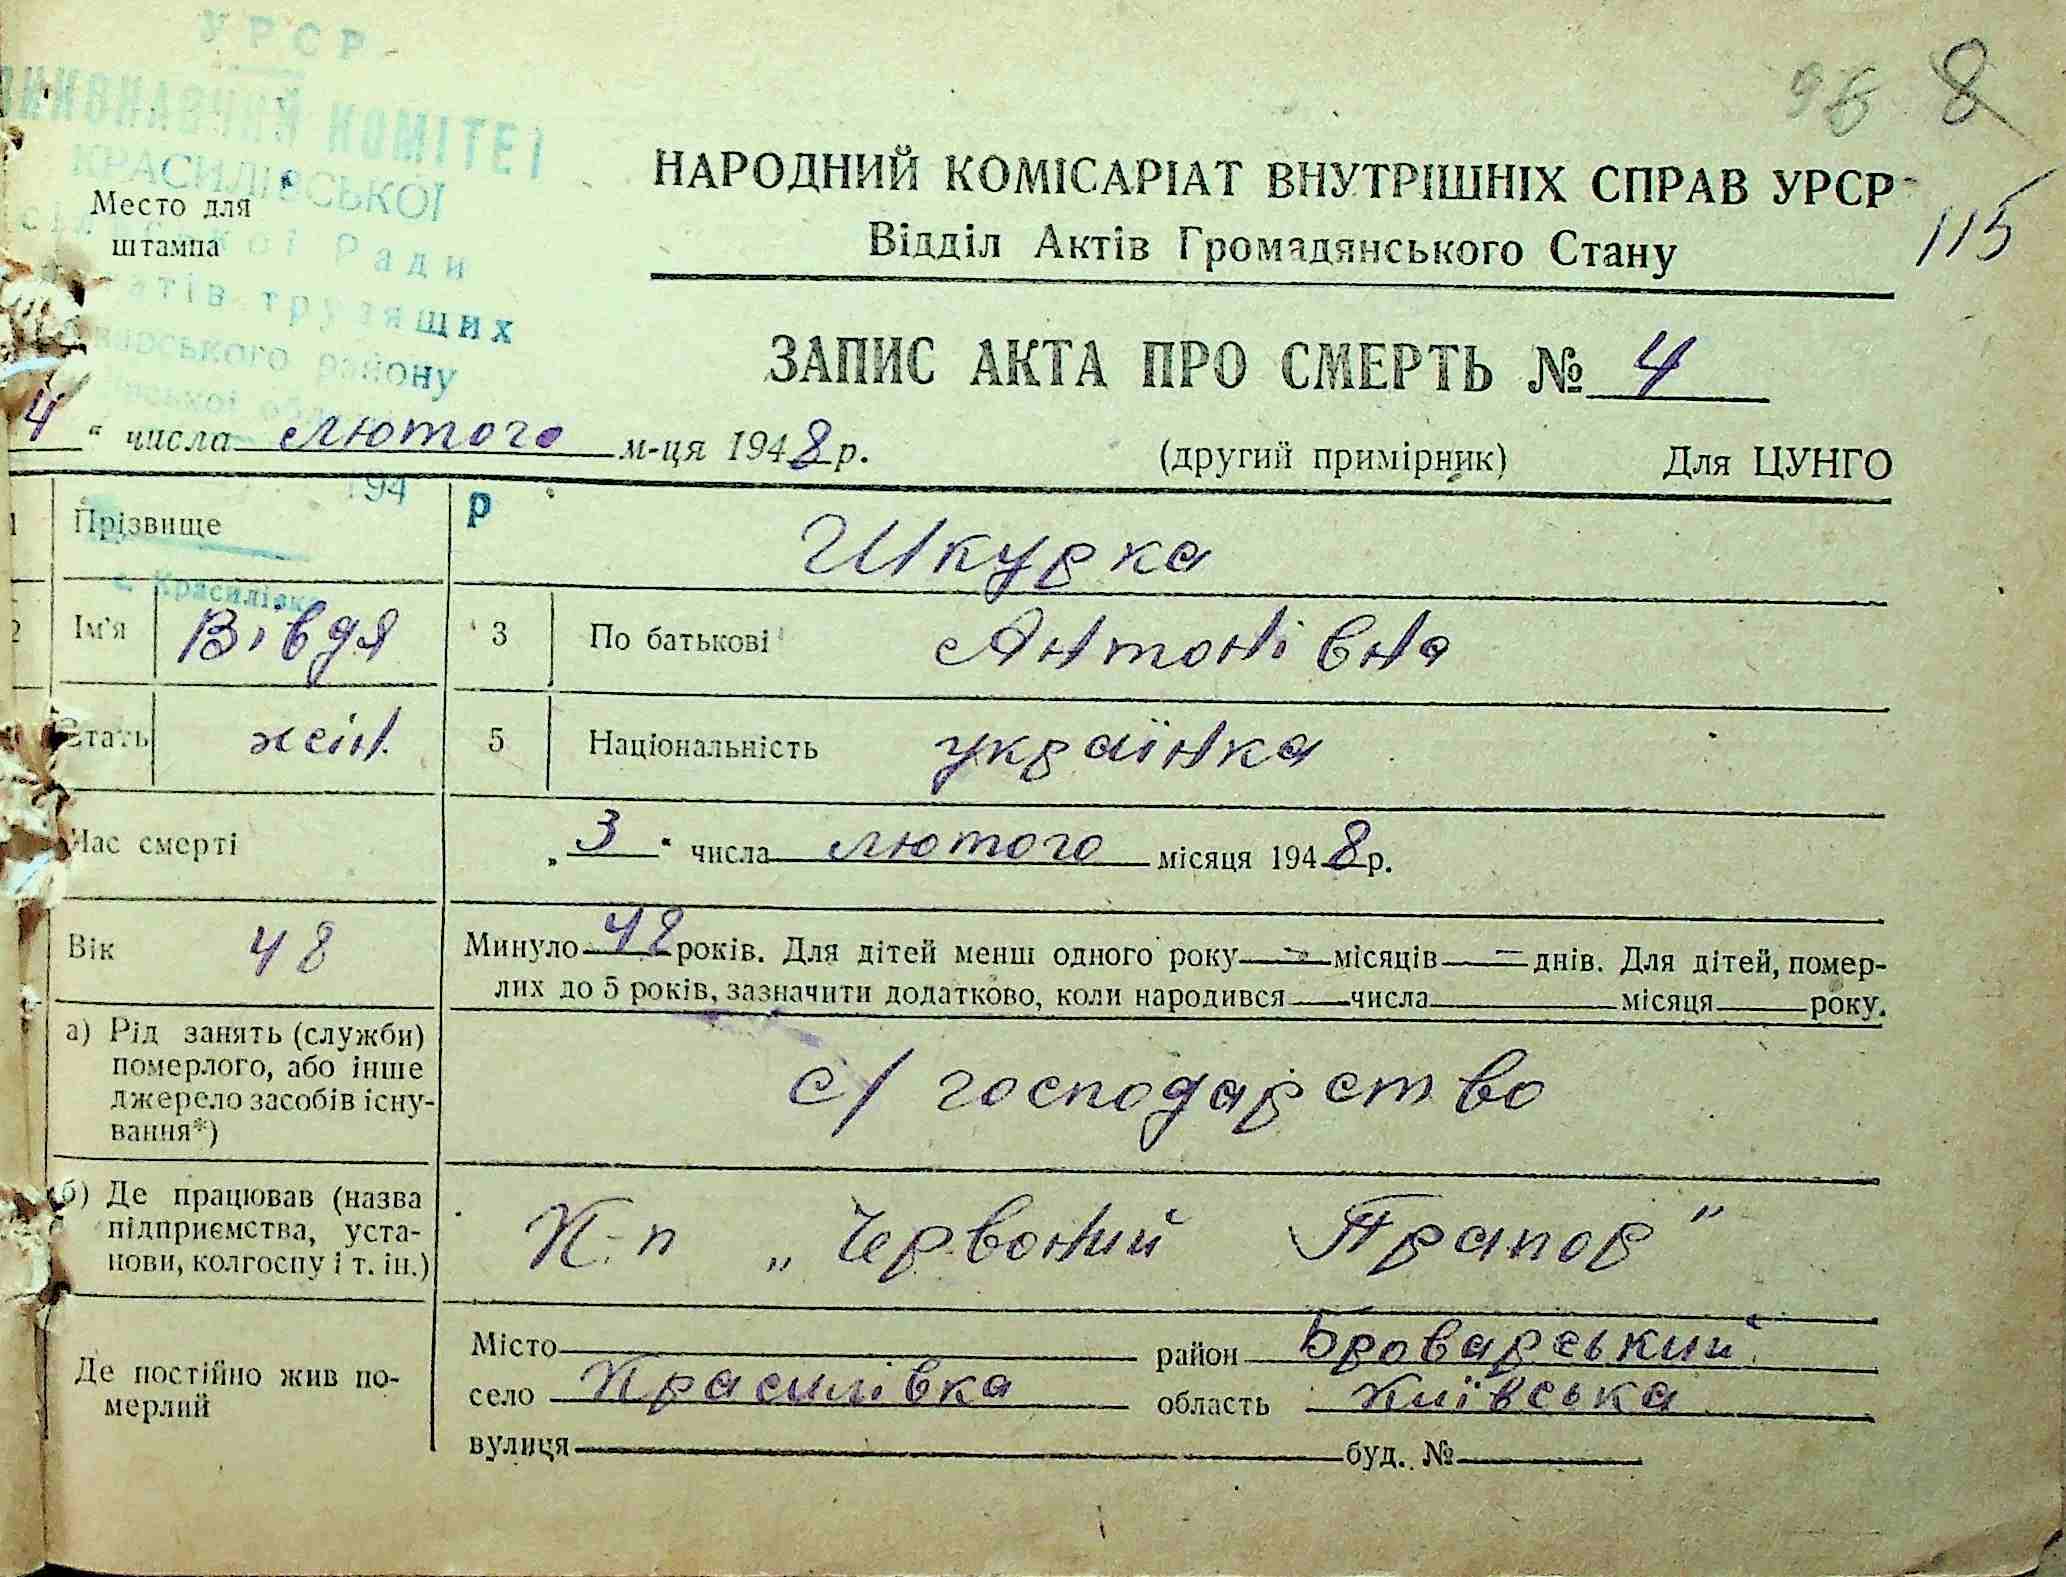 УРСР
КОМІТЕТ
КРАСИЛІВСЬКОЇ
Ради
трудящих
району
с. Красилівка
Место для
штампа
98 8
115
НАРОДНИЙ КОМІСАРІАТ ВНУТРІШНІХ СПРАВ УРСР
Відділ Актів Громадянського Стану
ЗАПИС АКТА ПРО СМЕРТЬ № 4
4 “ числа лютого м-ця 1948 р. (другий примірник) Для ЦУНГО
194 р
1 Прізвище Шкурка
2 Ім'я Вівдя 3 По батькові Антонівна
Стать жін. 5 Національність українка
Час смерті „ 3 “ числа лютого місяця 1948 р.
Вік 48 Минуло 48 років. Для дітей менш одного року — місяців — днів. Для дітей, помер-
лих до 5 років, зазначити додатково, коли народився числа місяця року.
а) Рід занять (служби)
померлого, або інше
джерело засобів існу-
вання*)
с/ господарство
б) Де працював (назва
підприємства, уста-
нови, колгоспу і т. ін.)
К-п „Червоний Прапор"
Де постійно жив по-
мерлий
Місто район Броварський
село Красилівка область Київська
вулиця буд. №